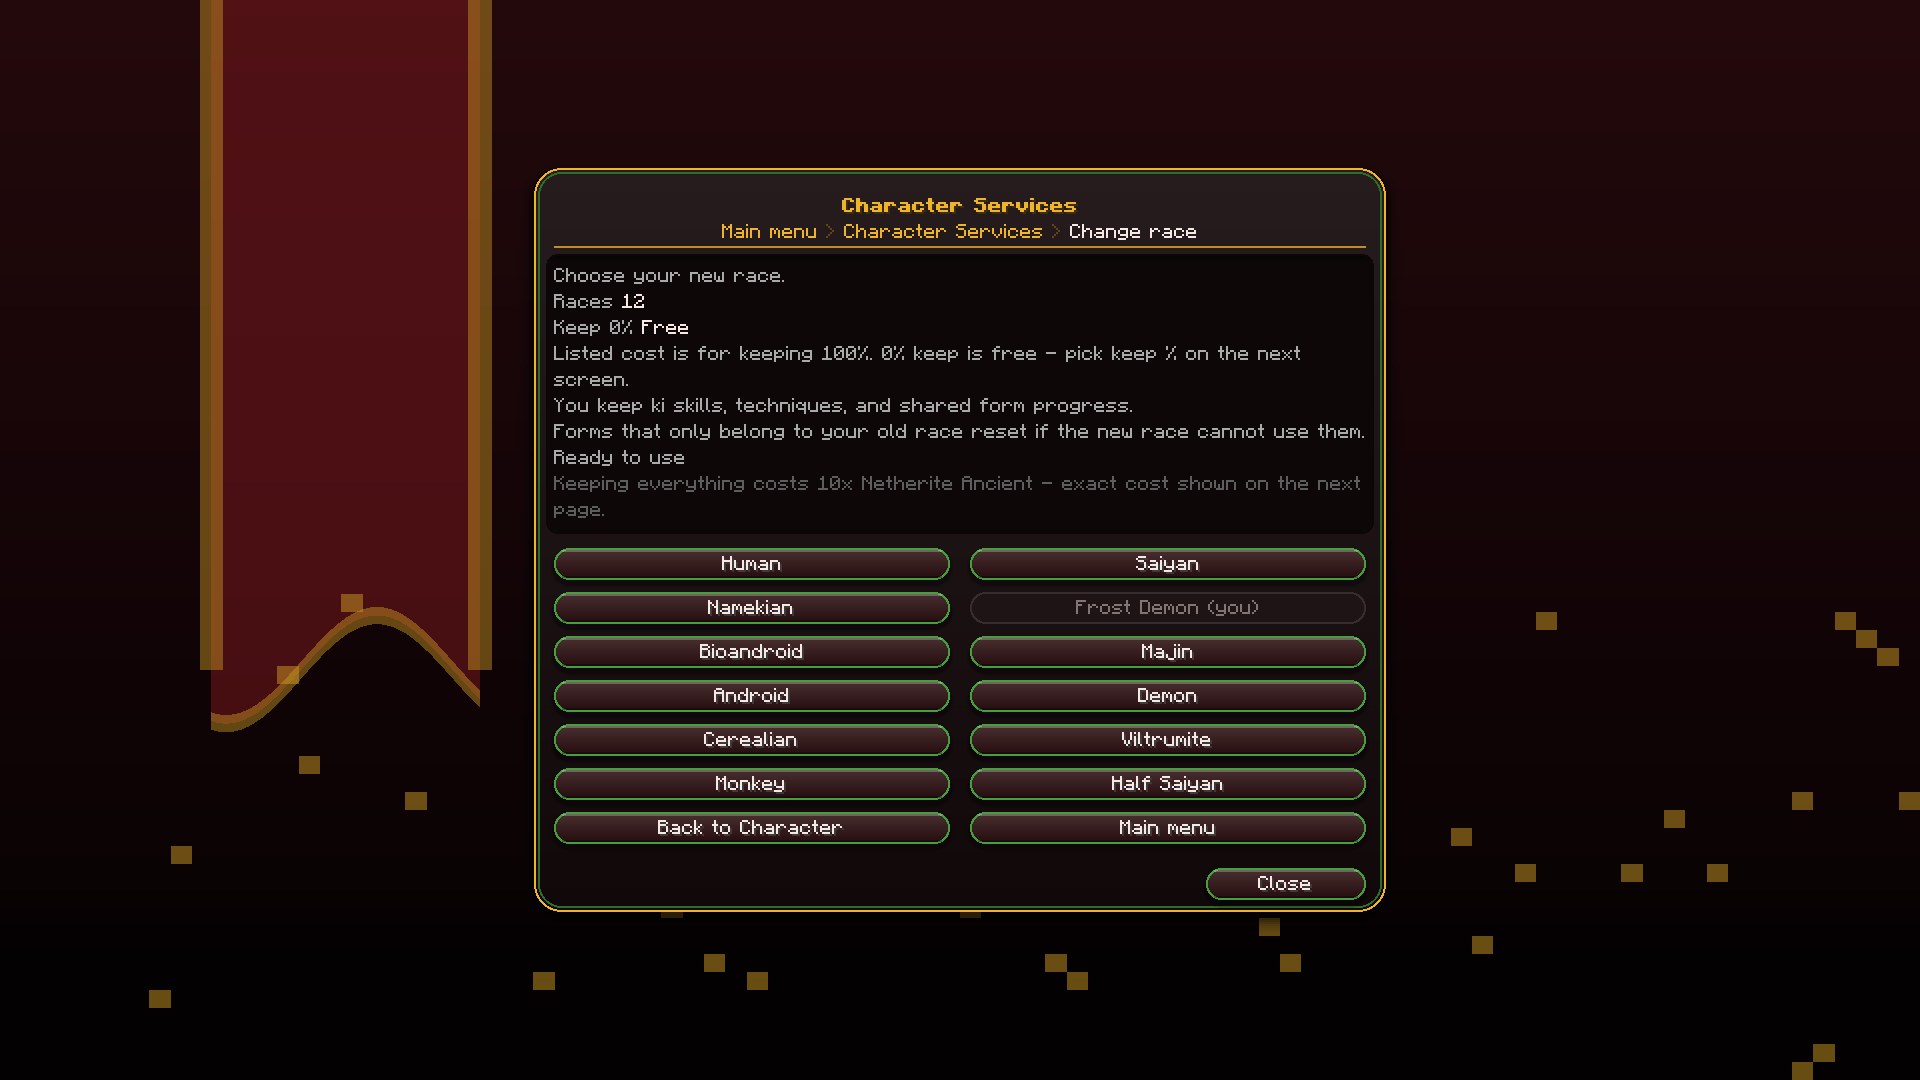 Character Services
Main menu > Character Services > Change race
Choose your new race.
Races 12
Keep 0% Free
Listed cost is for keeping 100%. 0% keep is free - pick keep % on the next
screen.
You keep ki skills, techniques, and shared form progress.
Forms that only belong to your old race reset if the new race cannot use them.
Ready to use
Keeping everything costs 10x Netherite Ancient - exact cost shown on the next
page.
Human
Saiyan
Namekian
Frost Demon (you)
Bioandroid
Majin
Android
Demon
Cerealian
Viltrumite
Monkey
Half Saiyan
Back to Character
Main menu
Close